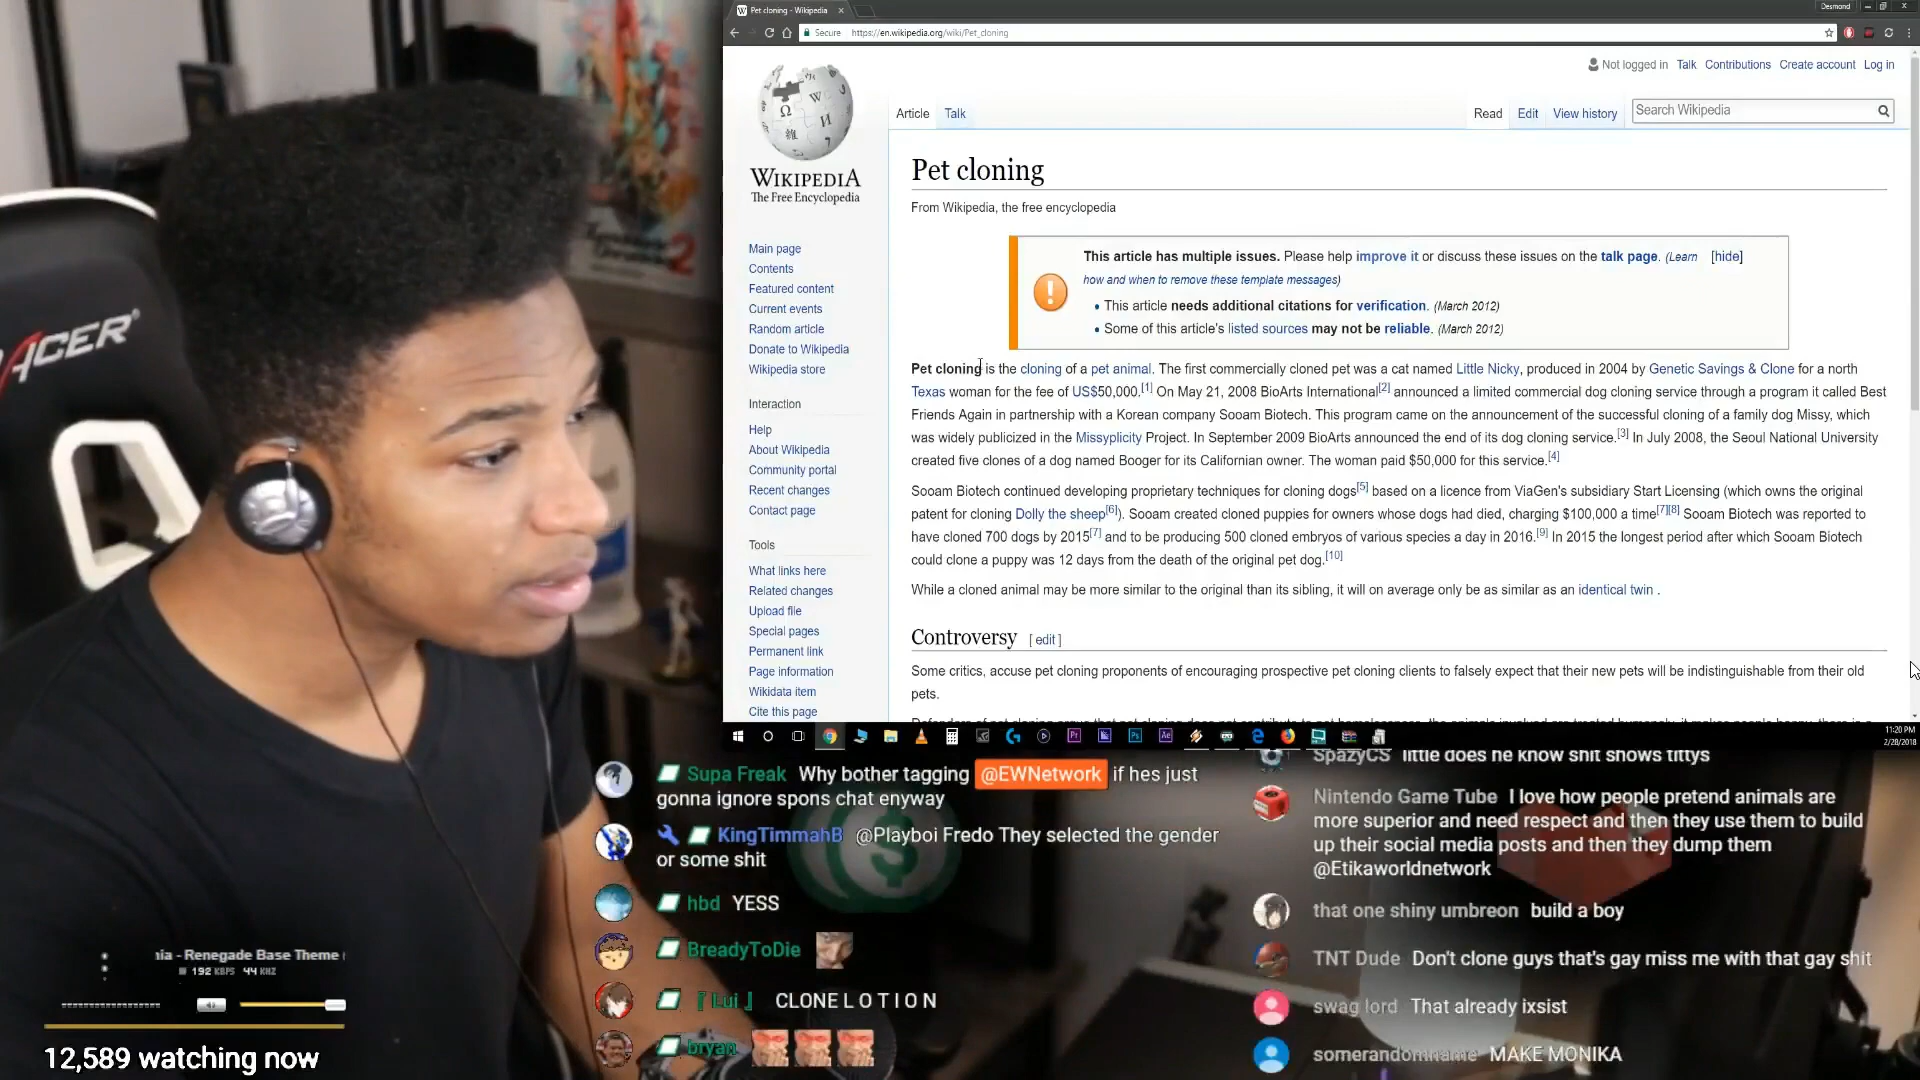 Pet cloning - Wikipedia
Desmond
Secure
https://en.wikipedia.org/wiki/Pet_cloning
Not logged in Talk Contributions Create account Log in
Article Talk
Read Edit View history Search Wikipedia
WIKIPEDIA
The Free Encyclopedia
Main page
Contents
Featured content
Current events
Random article
Donate to Wikipedia
Wikipedia store
Interaction
Help
About Wikipedia
Community portal
Recent changes
Contact page
Tools
What links here
Related changes
Upload file
Special pages
Permanent link
Page information
Wikidata item
Cite this page
Pet cloning
From Wikipedia, the free encyclopedia
This article has multiple issues. Please help improve it or discuss these issues on the talk page. (Learn [hide]
how and when to remove these template messages)
• This article needs additional citations for verification. (March 2012)
• Some of this article's listed sources may not be reliable. (March 2012)
Pet cloning is the cloning of a pet animal. The first commercially cloned pet was a cat named Little Nicky, produced in 2004 by Genetic Savings & Clone for a north
Texas woman for the fee of US$50,000.[1] On May 21, 2008 BioArts International[2] announced a limited commercial dog cloning service through a program it called Best
Friends Again in partnership with a Korean company Sooam Biotech. This program came on the announcement of the successful cloning of a family dog Missy, which
was widely publicized in the Missyplicity Project. In September 2009 BioArts announced the end of its dog cloning service.[3] In July 2008, the Seoul National University
created five clones of a dog named Booger for its Californian owner. The woman paid $50,000 for this service.[4]
Sooam Biotech continued developing proprietary techniques for cloning dogs[5] based on a licence from ViaGen's subsidiary Start Licensing (which owns the original
patent for cloning Dolly the sheep[6]). Sooam created cloned puppies for owners whose dogs had died, charging $100,000 a time[7][8] Sooam Biotech was reported to
have cloned 700 dogs by 2015[7] and to be producing 500 cloned embryos of various species a day in 2016.[9] In 2015 the longest period after which Sooam Biotech
could clone a puppy was 12 days from the death of the original pet dog.[10]
While a cloned animal may be more similar to the original than its sibling, it will on average only be as similar as an identical twin .
Controversy [ edit ]
Some critics, accuse pet cloning proponents of encouraging prospective pet cloning clients to falsely expect that their new pets will be indistinguishable from their old
pets.
11:20 PM
2/28/2018
ACER
2
Supa Freak Why bother tagging @EWNetwork if hes just
gonna ignore spons chat enyway
KingTimmahB @Playboi Fredo They selected the gender
or some shit
hbd YESS
BreadyToDie
『Lui』 CLONE L O T I O N
bryan
SpazyCS little does he know shit shows tittys
Nintendo Game Tube I love how people pretend animals are
more superior and need respect and then they use them to build
up their social media posts and then they dump them
@Etikaworldnetwork
that one shiny umbreon build a boy
TNT Dude Don't clone guys that's gay miss me with that gay shit
swag lord That already ixsist
somerandomname MAKE MONIKA
nia - Renegade Base Theme
192 KBPS 44 KHZ
12,589 watching now